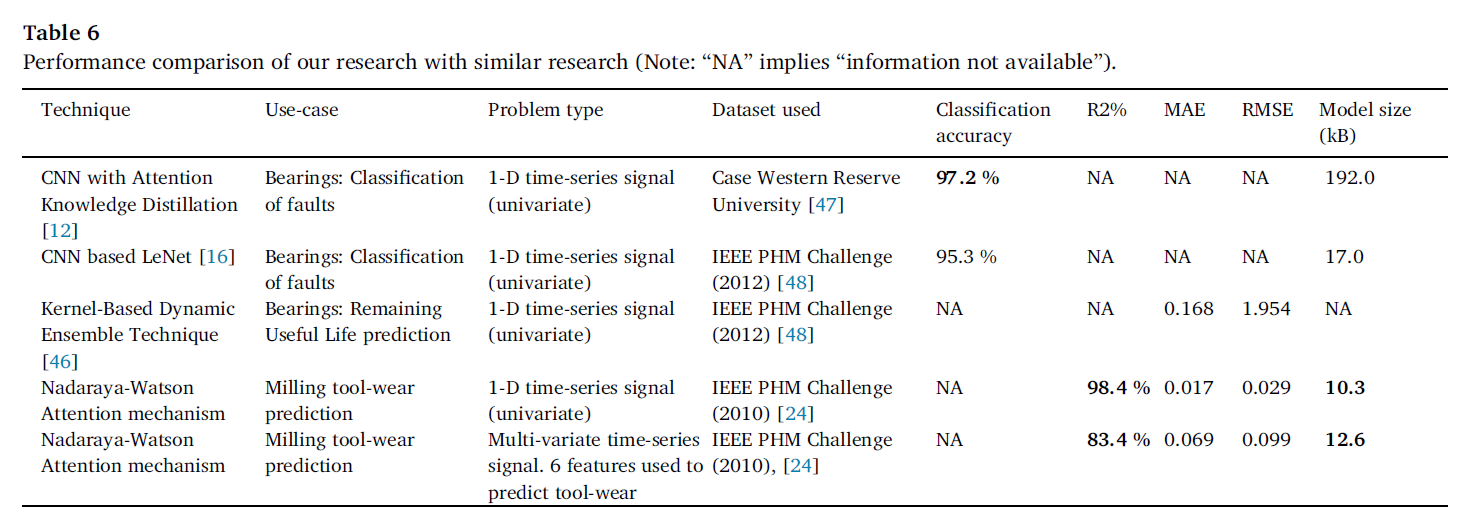 Table 6
Performance comparison of our research with similar research (Note: “NA” implies “information not available”).
Technique Use-case Problem type Dataset used Classification accuracy R2% MAE RMSE Model size (kB)
CNN with Attention Bearings: Classification 1-D time-series signal Case Western Reserve 97.2 % NA NA NA 192.0
Knowledge Distillation of faults (univariate) University [47]
[12]
CNN based LeNet [16] Bearings: Classification 1-D time-series signal IEEE PHM Challenge 95.3 % NA NA NA 17.0
of faults (univariate) (2012) [48]
Kernel-Based Dynamic Bearings: Remaining 1-D time-series signal IEEE PHM Challenge NA NA 0.168 1.954 NA
Ensemble Technique Useful Life prediction (univariate) (2012) [48]
[46]
Nadaraya-Watson Milling tool-wear 1-D time-series signal IEEE PHM Challenge NA 98.4 % 0.017 0.029 10.3
Attention mechanism prediction (univariate) (2010) [24]
Nadaraya-Watson Milling tool-wear Multi-variate time-series IEEE PHM Challenge NA 83.4 % 0.069 0.099 12.6
Attention mechanism prediction signal. 6 features used to (2010), [24]
predict tool-wear